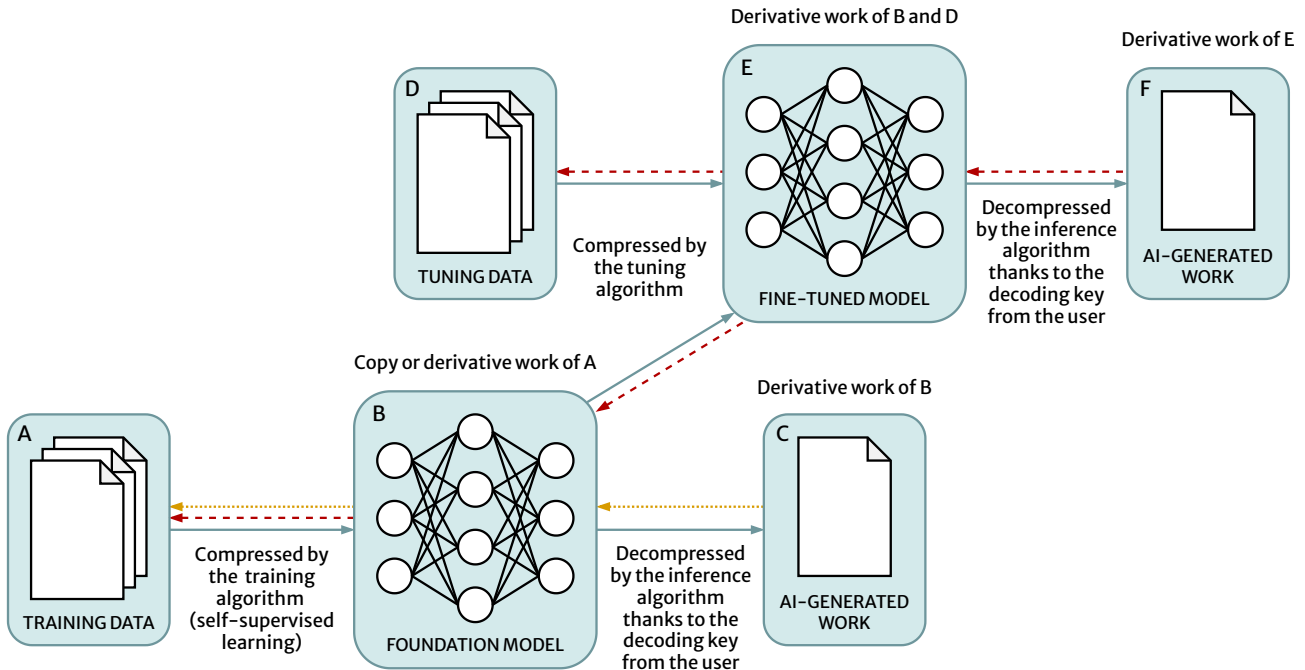 Derivative work of B and D
Derivative work of E
D
TUNING DATA
Compressed by
the tuning
algorithm
E
FINE-TUNED MODEL
Decompressed
by the inference
algorithm
thanks to the
decoding key
from the user
F
AI-GENERATED
WORK
Copy or derivative work of A
Derivative work of B
A
TRAINING DATA
Compressed by
the training
algorithm
(self-supervised
learning)
B
FOUNDATION MODEL
Decompressed
by the inference
algorithm
thanks to the
decoding key
from the user
C
AI-GENERATED
WORK